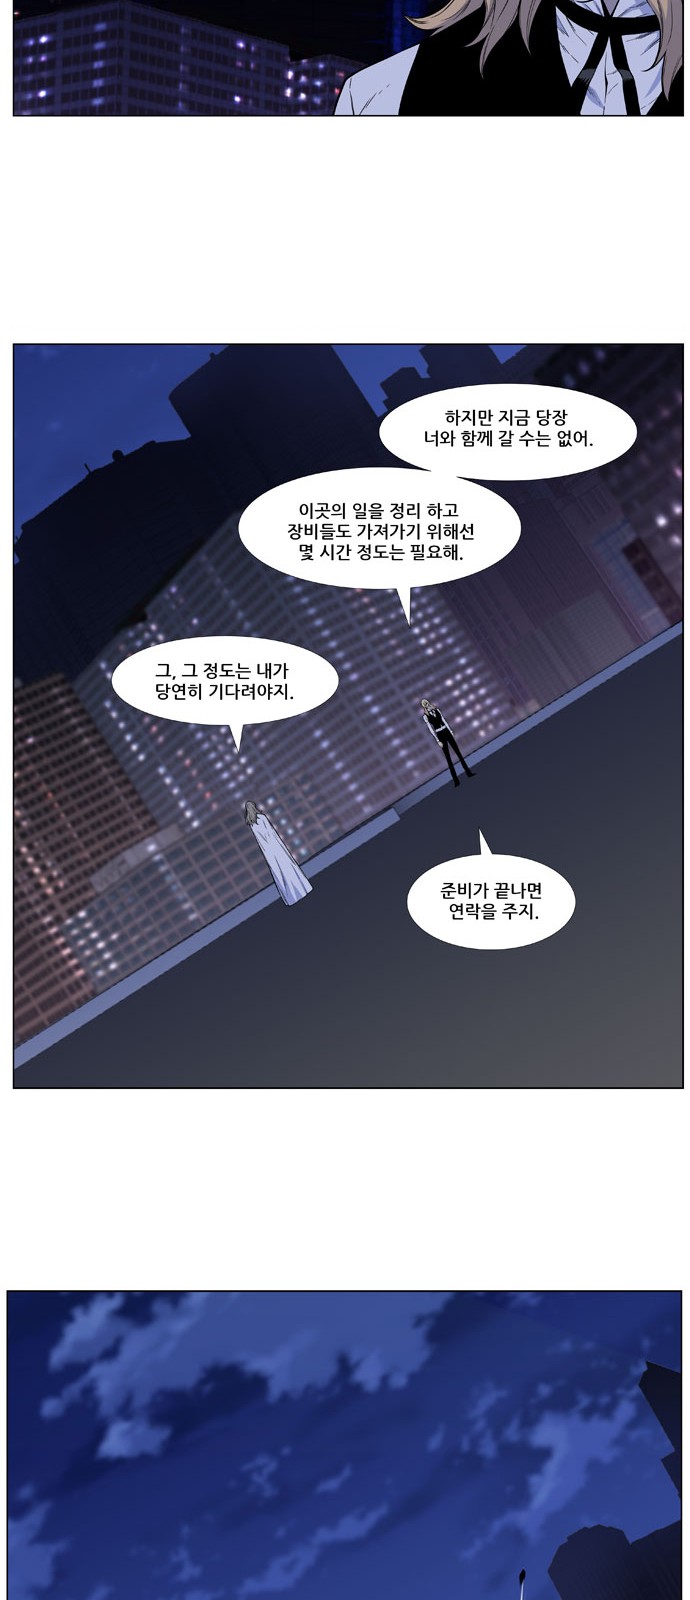 하지만 지금 당장
너와 함께 갈 수는 없어.
이곳의 일을 정리 하고
장비들도 가져가기 위해선
몇 시간 정도는 필요해.
그, 그 정도는 내가
당연히 기다려야지.
준비가 끝나면
연락을 주지.